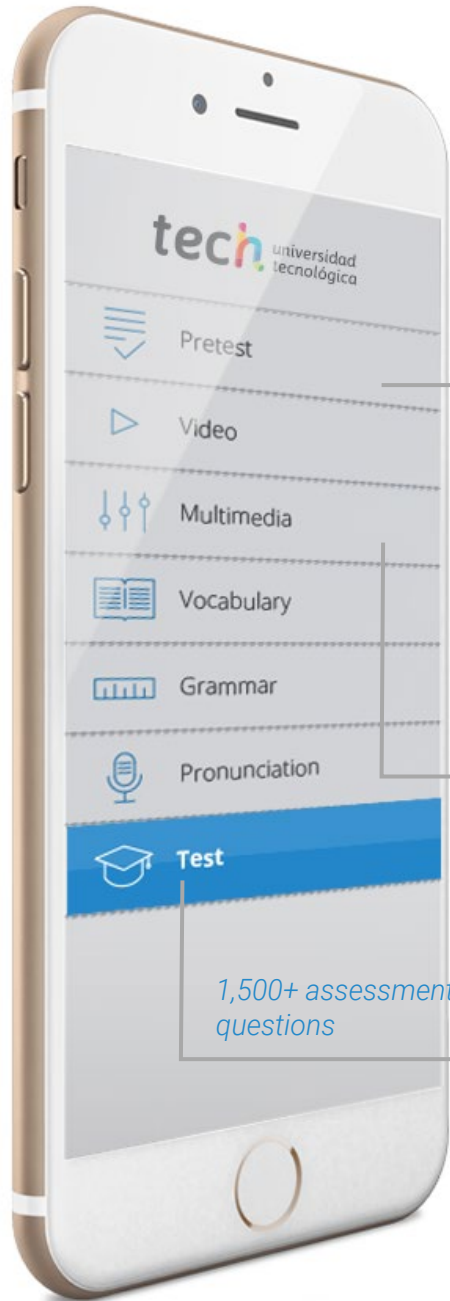 tech universidad
tecnológica
Pretest
Video
Multimedia
Vocabulary
Grammar
Pronunciation
Test
1,500+ assessment
questions